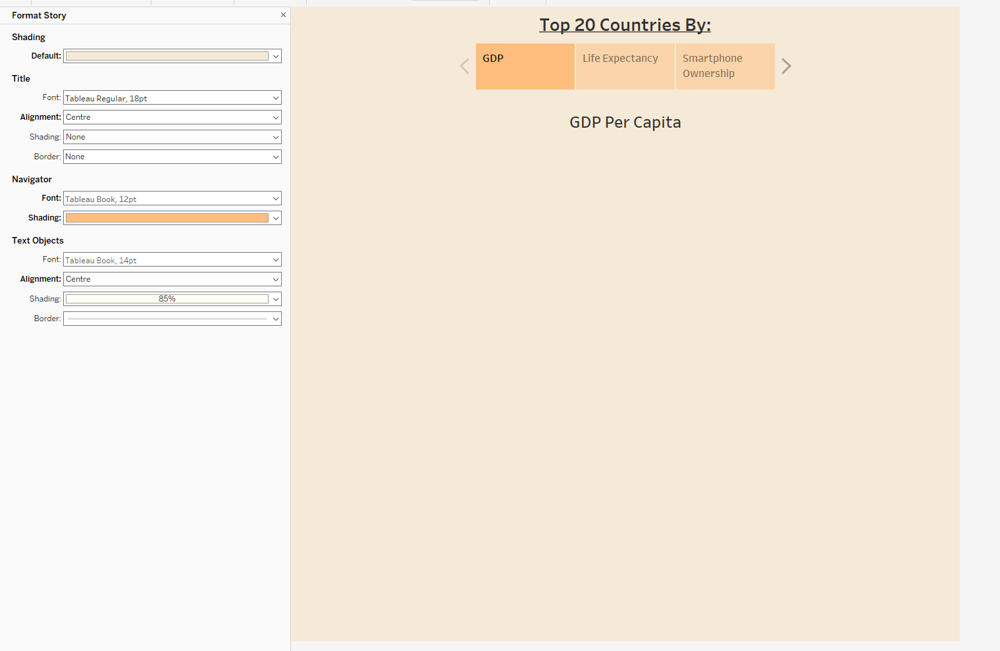 Format Story
Shading
Default:
Title
Font: Tableau Regular, 18pt
Alignment: Centre
Shading: None
Border: None
Navigator
Font: Tableau Book, 12pt
Shading:
Text Objects
Font: Tableau Book, 14pt
Alignment: Centre
Shading: 85%
Border:
Top 20 Countries By:
GDP
Life Expectancy
Smartphone
Ownership
GDP Per Capita